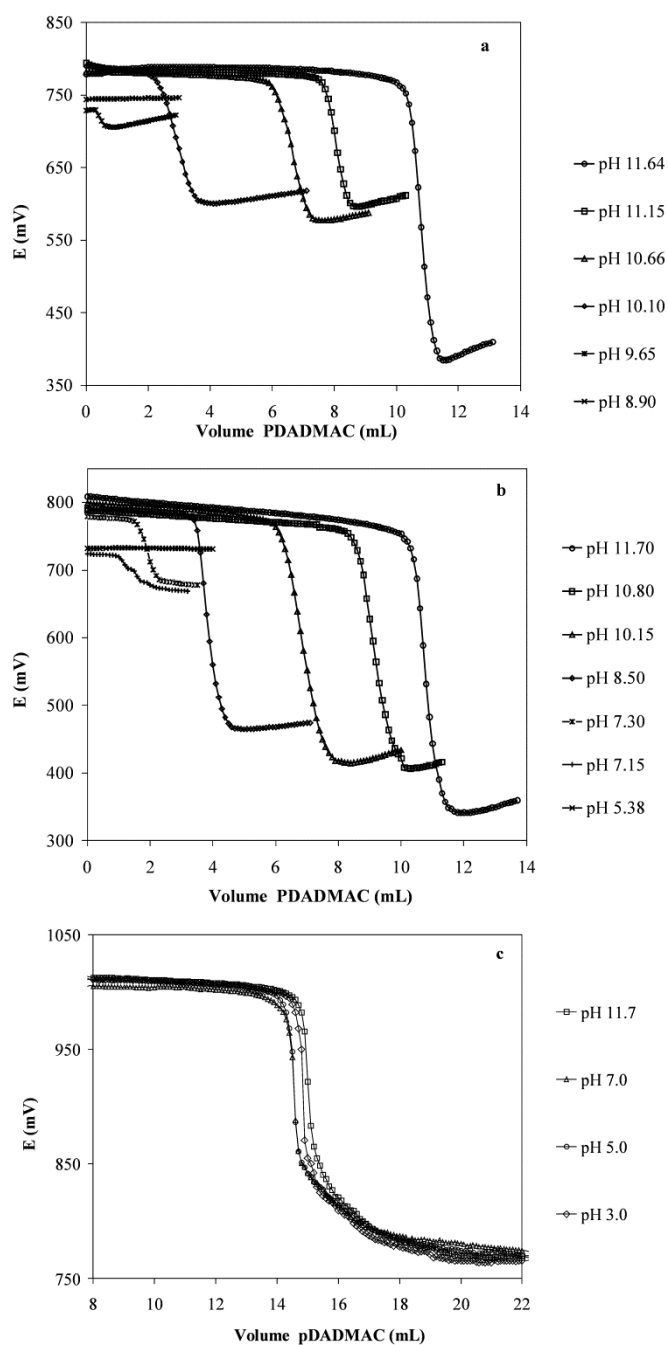 850
a
750
650
550
450
350
E (mV)
0 2 4 6 8 10 12 14
Volume PDADMAC (mL)
pH 11.64
pH 11.15
pH 10.66
pH 10.10
pH 9.65
pH 8.90
b
800
700
600
500
400
300
E (mV)
0 2 4 6 8 10 12 14
Volume PDADMAC (mL)
pH 11.70
pH 10.80
pH 10.15
pH 8.50
pH 7.30
pH 7.15
pH 5.38
1050
c
950
850
750
E (mV)
8 10 12 14 16 18 20 22
Volume pDADMAC (mL)
pH 11.7
pH 7.0
pH 5.0
pH 3.0